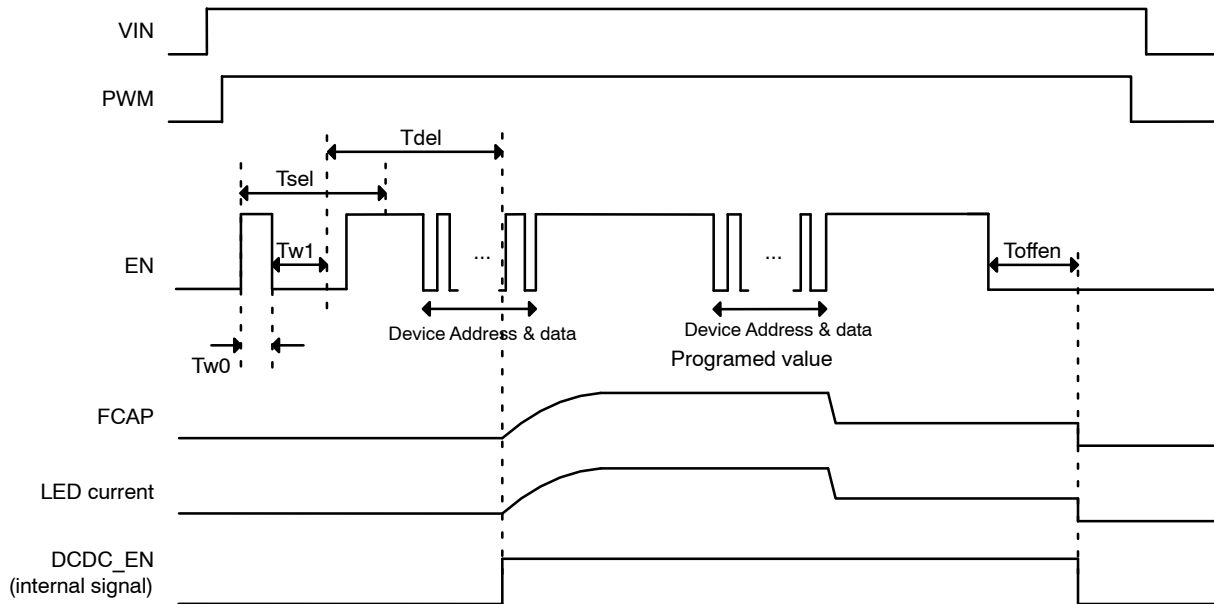 VIN
PWM
Tdel
Tsel
Tw1
EN
...
...
Toffen
Device Address & data
Device Address & data
Programed value
Tw0
FCAP
LED current
DCDC_EN
(internal signal)